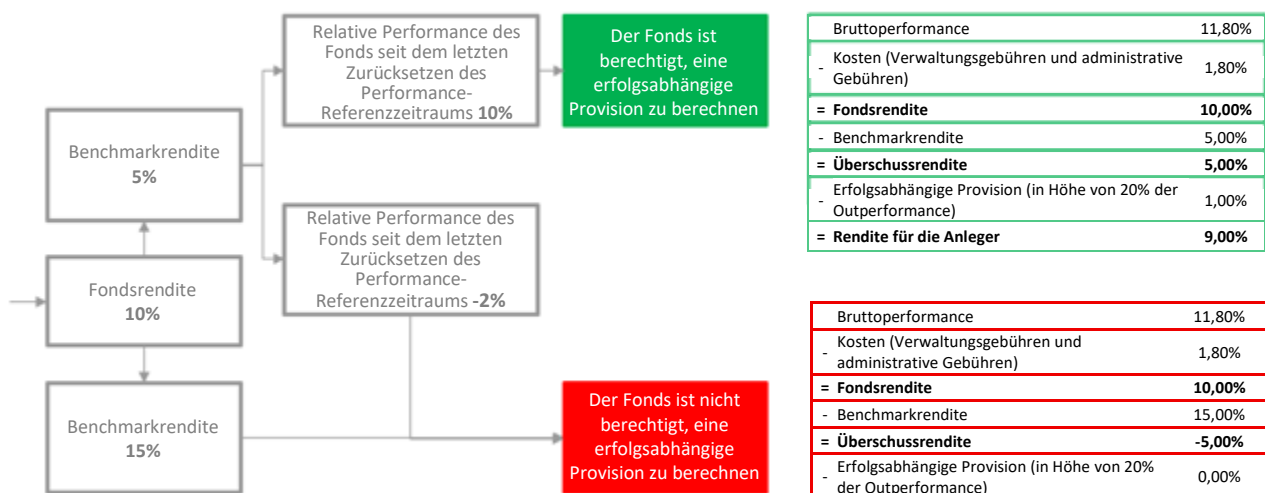 Relative Performance des
Fonds seit dem letzten
Zurücksetzen des
Performance-
Referenzzeitraums 10%
Der Fonds ist
berechtigt, eine
erfolgsabhängige
Provision zu berechnen
Benchmarkrendite
5%
Relative Performance des
Fonds seit dem letzten
Zurücksetzen des
Performance-
Referenzzeitraums -2%
Fondsrendite
10%
Benchmarkrendite
15%
Der Fonds ist nicht
berechtigt, eine
erfolgsabhängige
Provision zu berechnen
Bruttoperformance 11,80%
- Kosten (Verwaltungsgebühren und administrative
Gebühren) 1,80%
= Fondsrendite 10,00%
- Benchmarkrendite 5,00%
= Überschussrendite 5,00%
- Erfolgsabhängige Provision (in Höhe von 20% der
Outperformance) 1,00%
= Rendite für die Anleger 9,00%
Bruttoperformance 11,80%
- Kosten (Verwaltungsgebühren und
administrative Gebühren) 1,80%
= Fondsrendite 10,00%
- Benchmarkrendite 15,00%
= Überschussrendite -5,00%
- Erfolgsabhängige Provision (in Höhe von 20%
der Outperformance) 0,00%